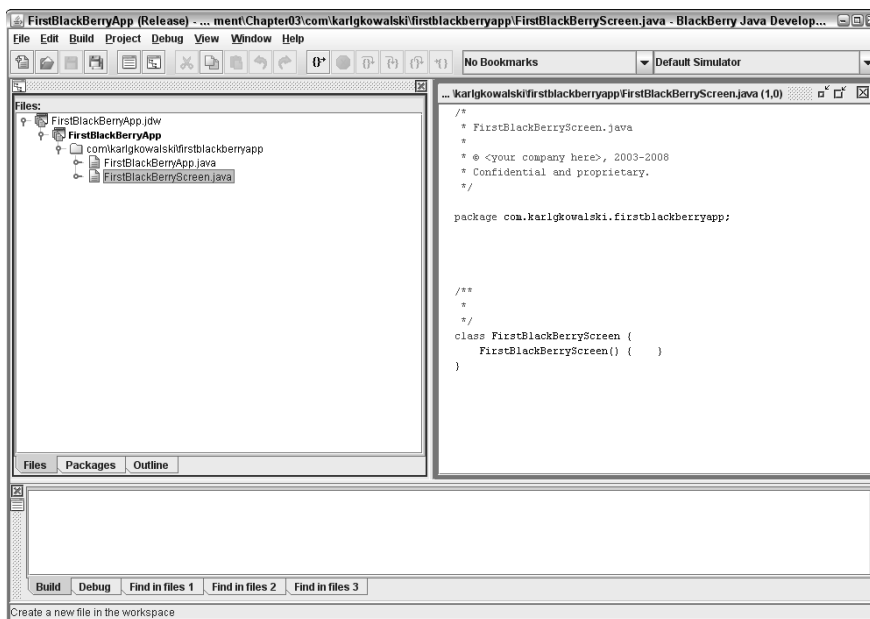 FirstBlackBerryApp (Release) - ... ment\Chapter03\com\karlgkowalski\firstblackberryapp\FirstBlackBerryScreen.java - BlackBerry Java Develop...
File Edit Build Project Debug View Window Help
No Bookmarks Default Simulator
Files:
FirstBlackBerryApp.jdw
FirstBlackBerryApp
com\karlgkowalski\firstblackberryapp
FirstBlackBerryApp.java
FirstBlackBerryScreen.java
Files Packages Outline
... \karlgkowalski\firstblackberryapp\FirstBlackBerryScreen.java (1,0)
/*
* FirstBlackBerryScreen.java
*
* © <your company here>, 2003-2008
* Confidential and proprietary.
*/
package com.karlgkowalski.firstblackberryapp;
/**
*
*/
class FirstBlackBerryScreen {
FirstBlackBerryScreen() { }
}
Build Debug Find in files 1 Find in files 2 Find in files 3
Create a new file in the workspace